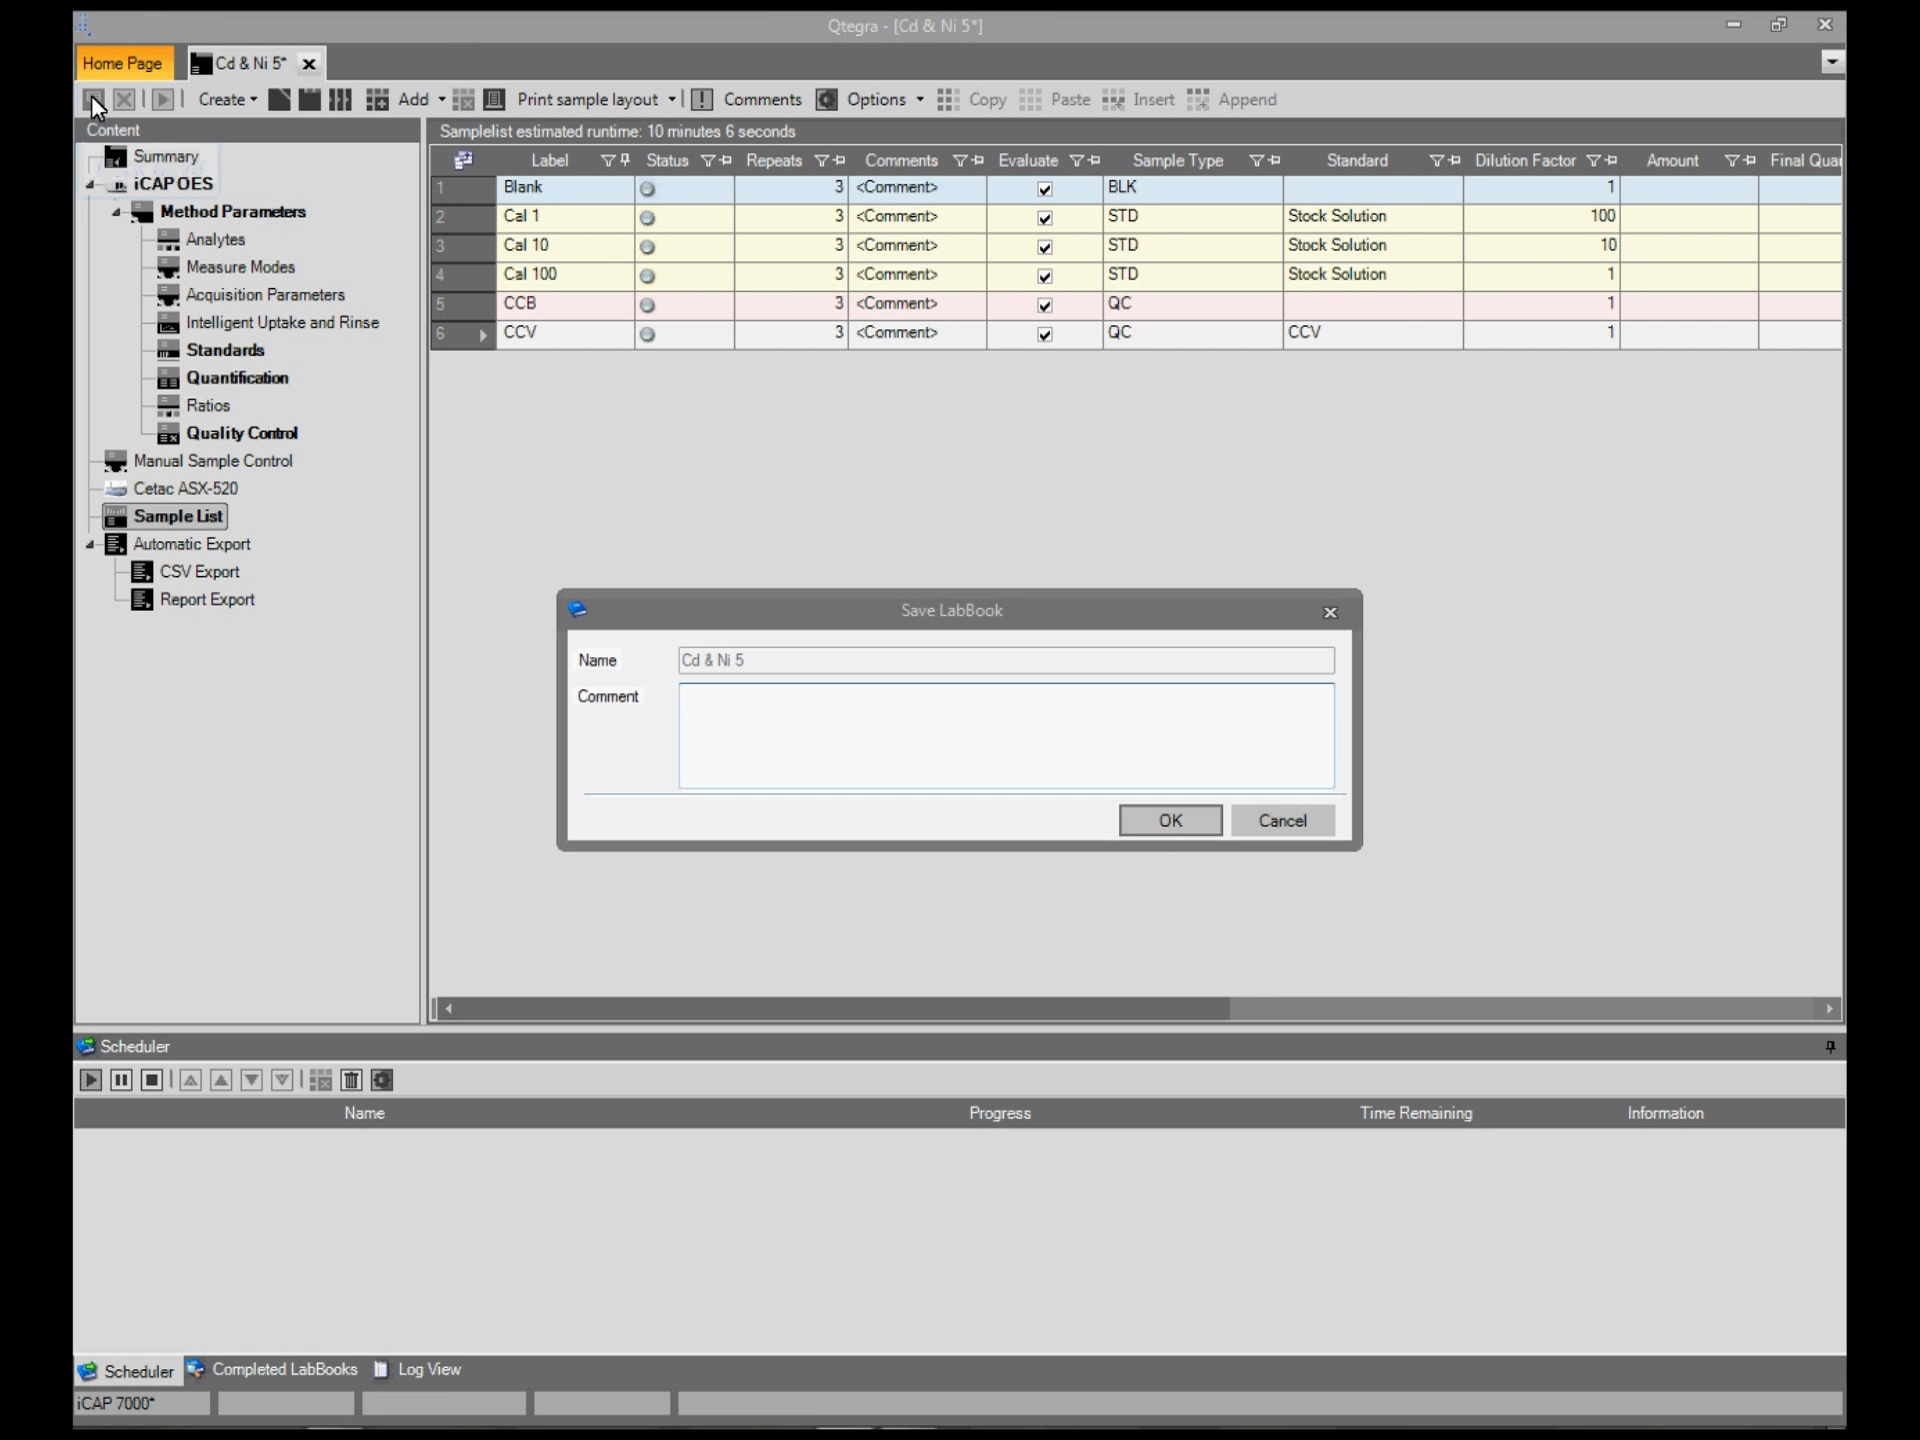 Qtegra - [Cd & Ni 5*]
Home Page Cd & Ni 5*
Create Add Print sample layout Comments Options Copy Paste Insert Append
Content
Samplelist estimated runtime: 10 minutes 6 seconds
Label Status Repeats Comments Evaluate Sample Type Standard Dilution Factor Amount Final Qua
1 Blank 3 <Comment> BLK 1
2 Cal 1 3 <Comment> STD Stock Solution 100
3 Cal 10 3 <Comment> STD Stock Solution 10
4 Cal 100 3 <Comment> STD Stock Solution 1
5 CCB 3 <Comment> QC 1
6 CCV 3 <Comment> QC CCV 1
Summary
iCAP OES
Method Parameters
Analytes
Measure Modes
Acquisition Parameters
Intelligent Uptake and Rinse
Standards
Quantification
Ratios
Quality Control
Manual Sample Control
Cetac ASX-520
Sample List
Automatic Export
CSV Export
Report Export
Save LabBook
Name Cd & Ni 5
Comment
OK Cancel
Scheduler
Name Progress Time Remaining Information
Scheduler Completed LabBooks Log View
iCAP 7000*